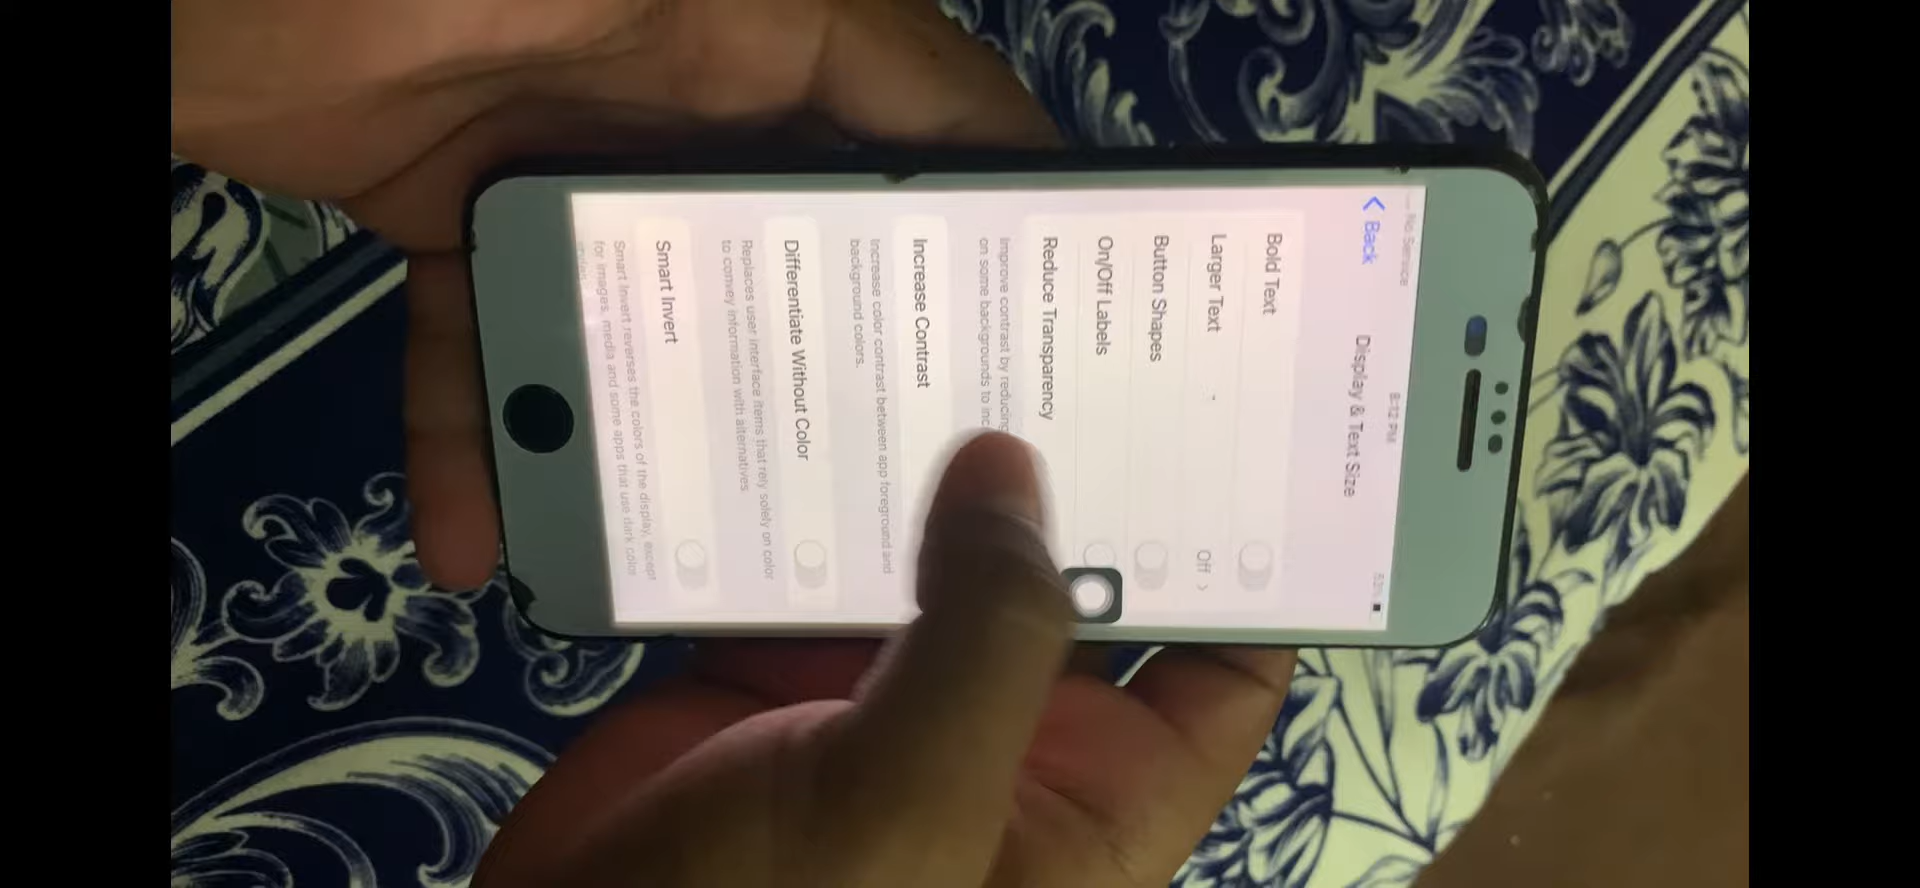 No Service
8:12 PM
Back
Display & Text Size
Bold Text
Larger Text
Off
Button Shapes
On/Off Labels
Reduce Transparency
Improve contrast by reducing
on some backgrounds to
Increase Contrast
Increase color contrast between app foreground and
background colors.
Differentiate Without Color
Replaces user interface items that rely solely on color
to convey information with alternatives.
Smart Invert
Smart Invert reverses the colors of the display, except
for images, media and some apps that use dark color